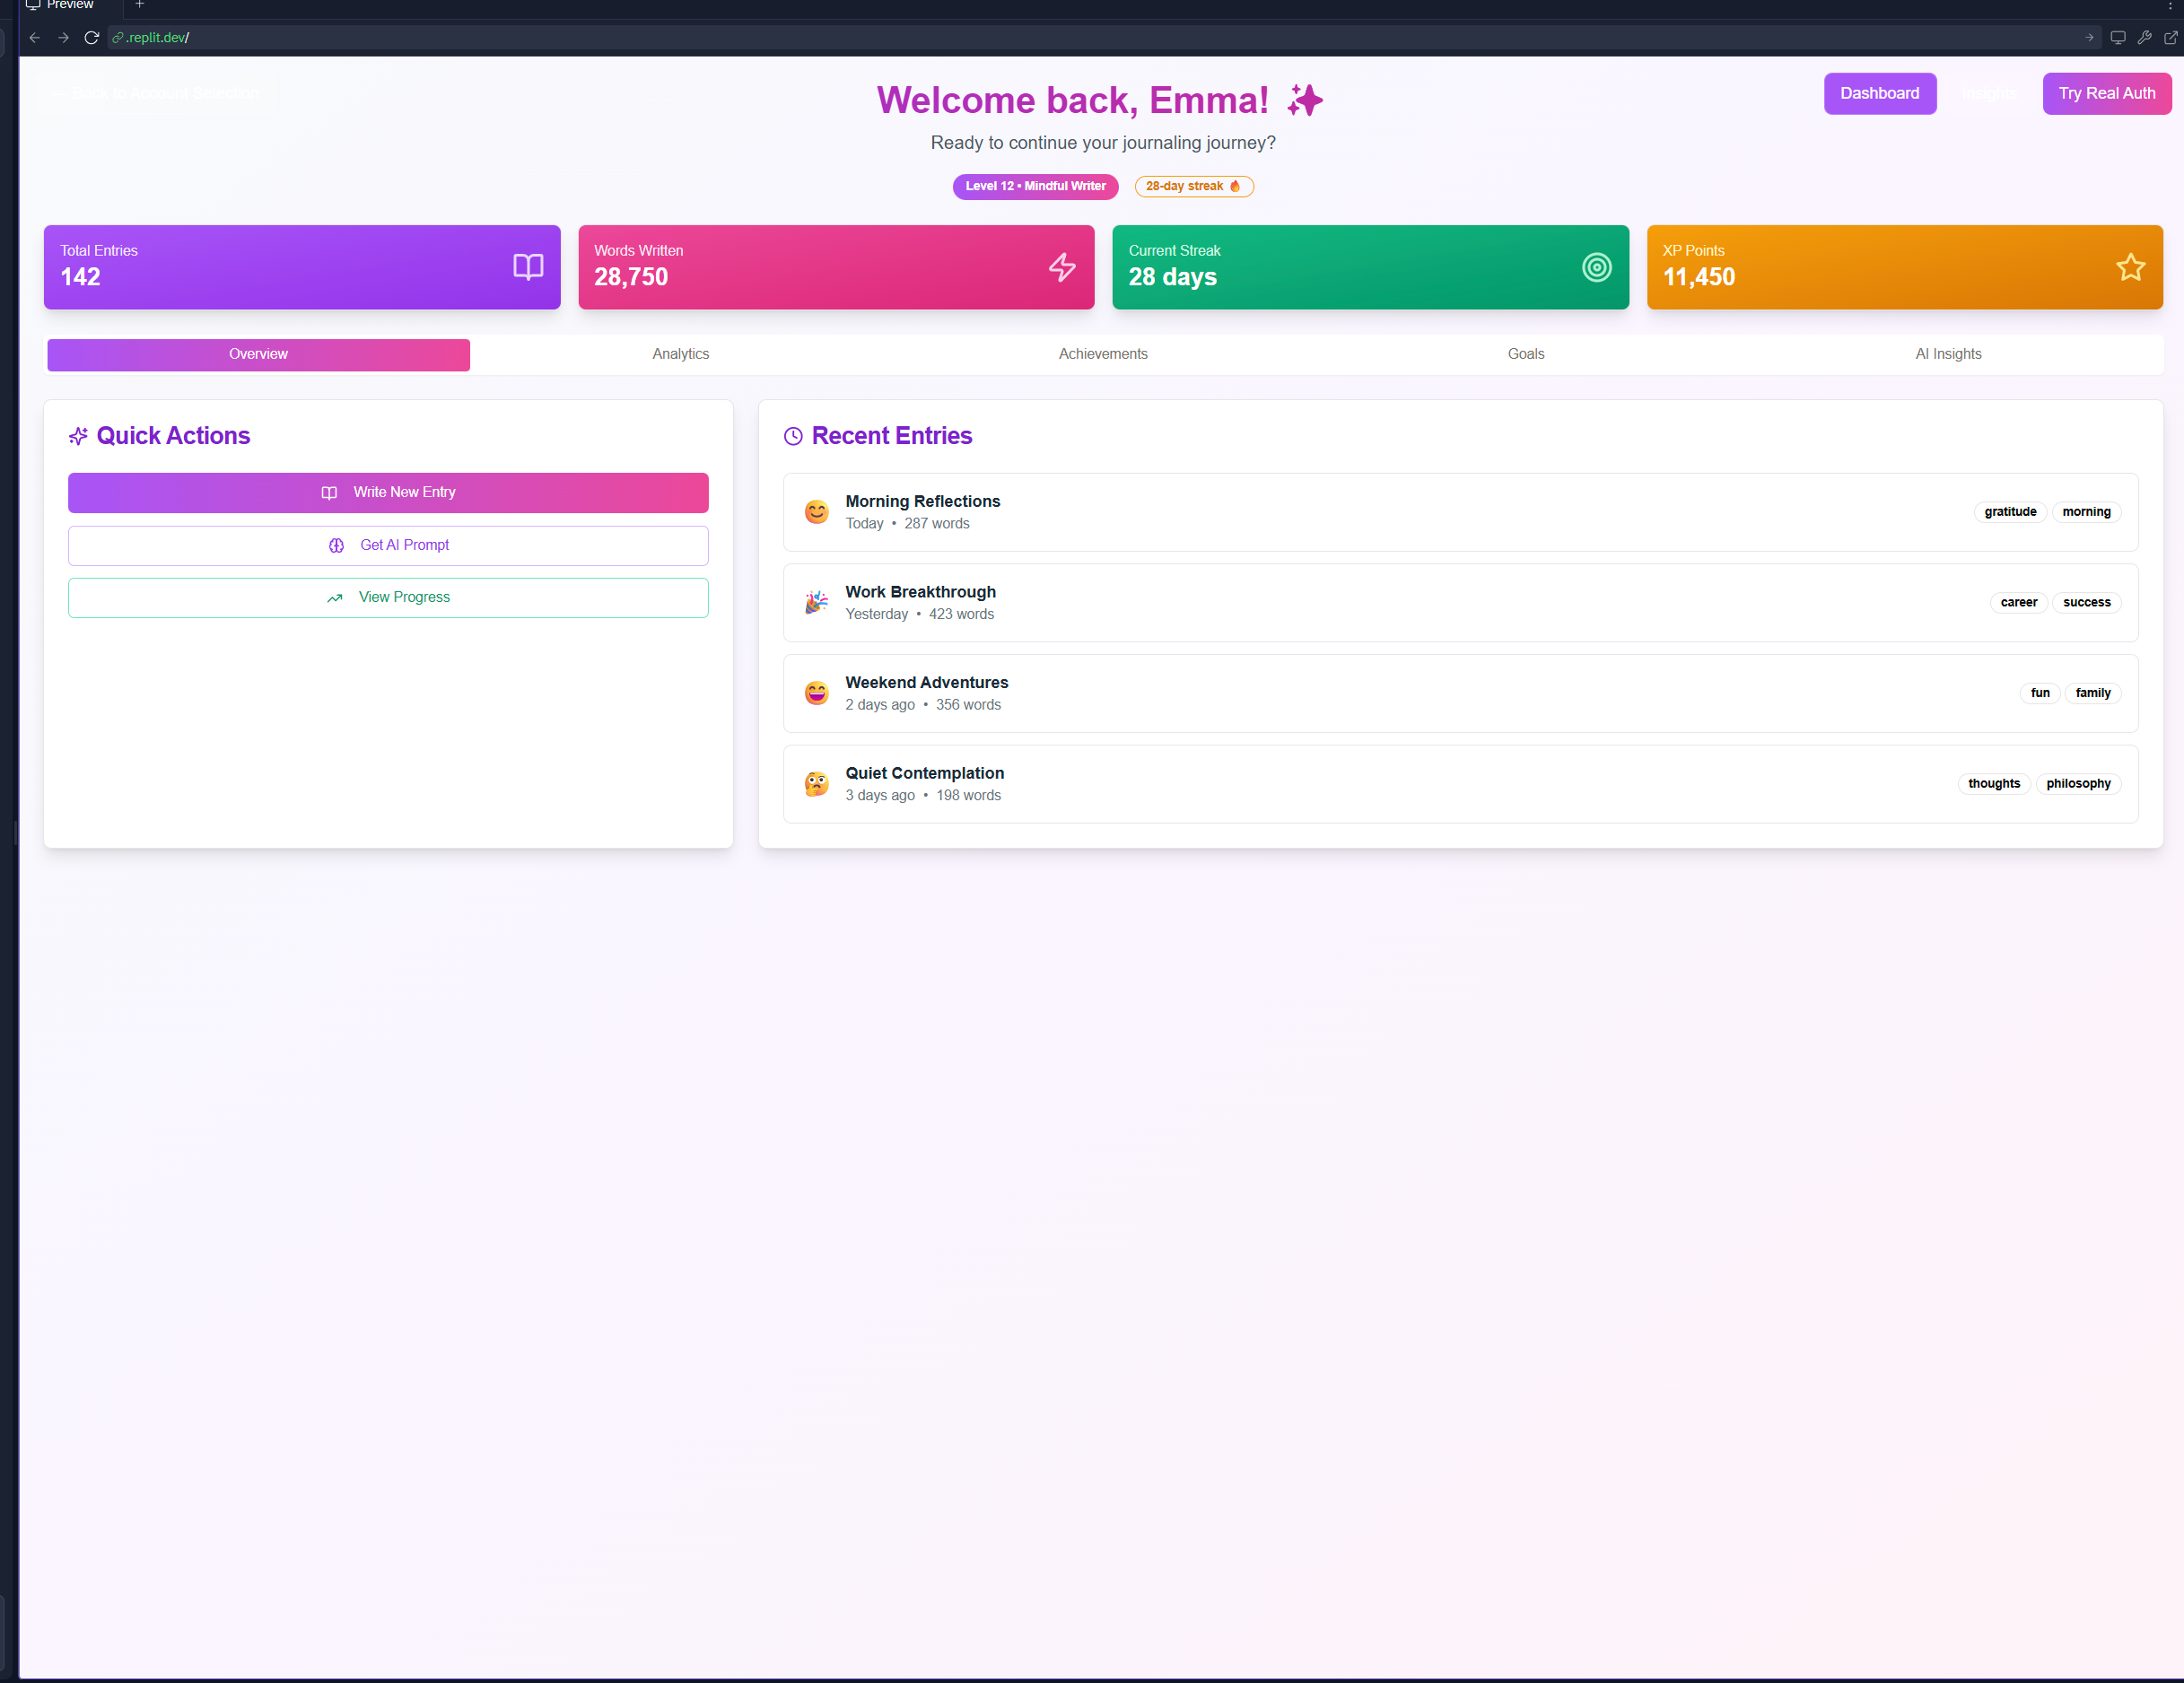 Preview
.replit.dev/
Back to Account Selection
Welcome back, Emma!
Dashboard
Insights
Try Real Auth
Ready to continue your journaling journey?
Level 12 • Mindful Writer
28-day streak 🔥
Total Entries
142
Words Written
28,750
Current Streak
28 days
XP Points
11,450
Overview
Analytics
Achievements
Goals
AI Insights
Quick Actions
Write New Entry
Get AI Prompt
View Progress
Recent Entries
Morning Reflections
Today • 287 words
gratitude
morning
Work Breakthrough
Yesterday • 423 words
career
success
Weekend Adventures
2 days ago • 356 words
fun
family
Quiet Contemplation
3 days ago • 198 words
thoughts
philosophy